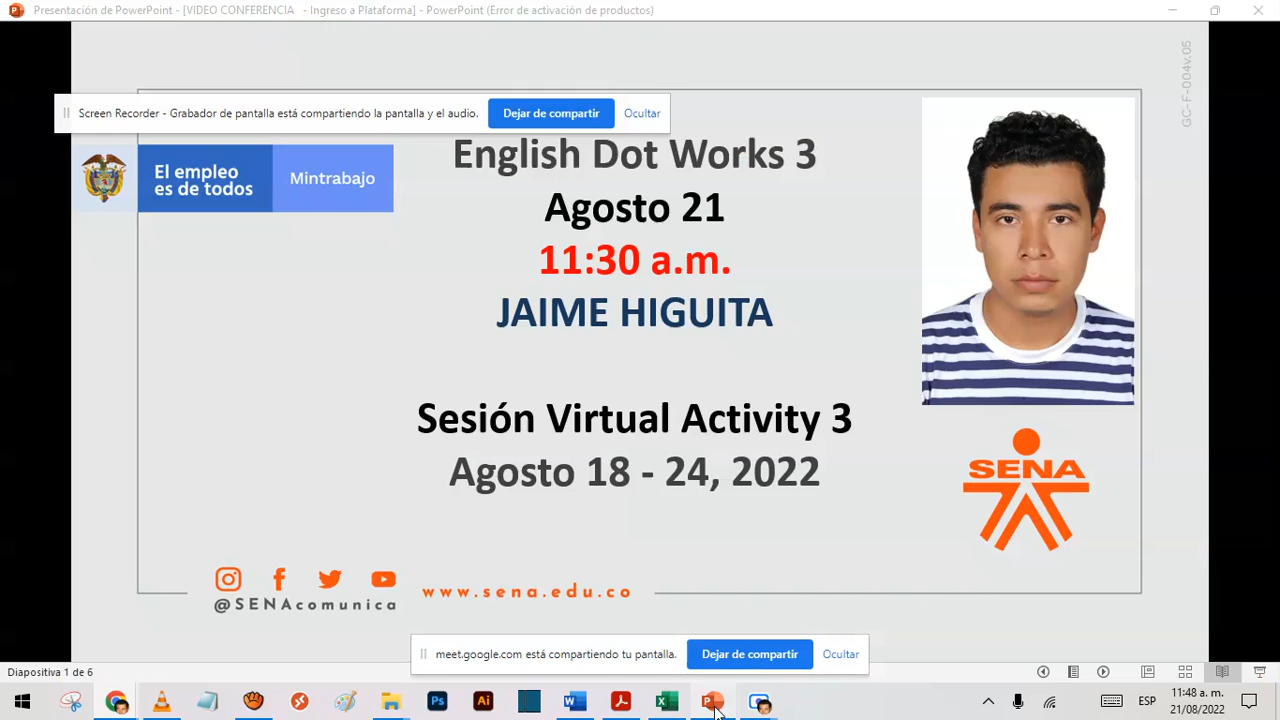 Presentación de PowerPoint - [VIDEO CONFERENCIA - Ingreso a Plataforma] - PowerPoint (Error de activación de productos)
GC-F-004v.05
Screen Recorder - Grabador de pantalla está compartiendo la pantalla y el audio.
Dejar de compartir
Ocultar
El empleo
es de todos
Mintrabajo
English Dot Works 3
Agosto 21
11:30 a.m.
JAIME HIGUITA
Sesión Virtual Activity 3
Agosto 18 - 24, 2022
SENA
@SENAcomunica
www.sena.edu.co
meet.google.com está compartiendo tu pantalla.
Dejar de compartir
Ocultar
Diapositiva 1 de 6
Ps
Ai
ESP
11:48 a. m.
21/08/2022